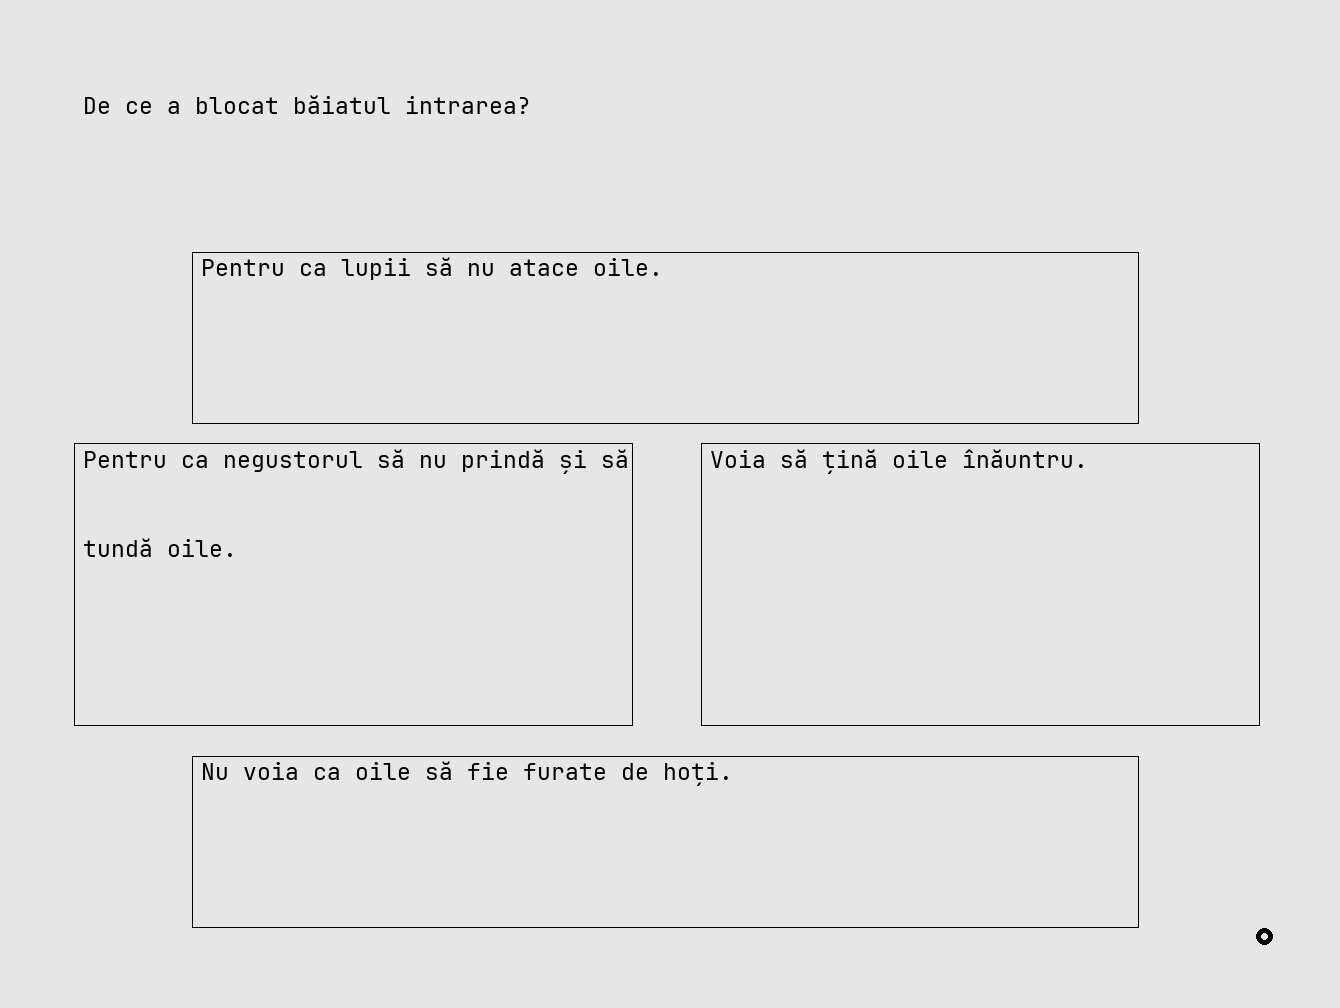 De ce a blocat băiatul intrarea?
Pentru ca lupii să nu atace oile.
Pentru ca negustorul să nu prindă și să
tundă oile.
Voia să țină oile înăuntru.
Nu voia ca oile să fie furate de hoți.